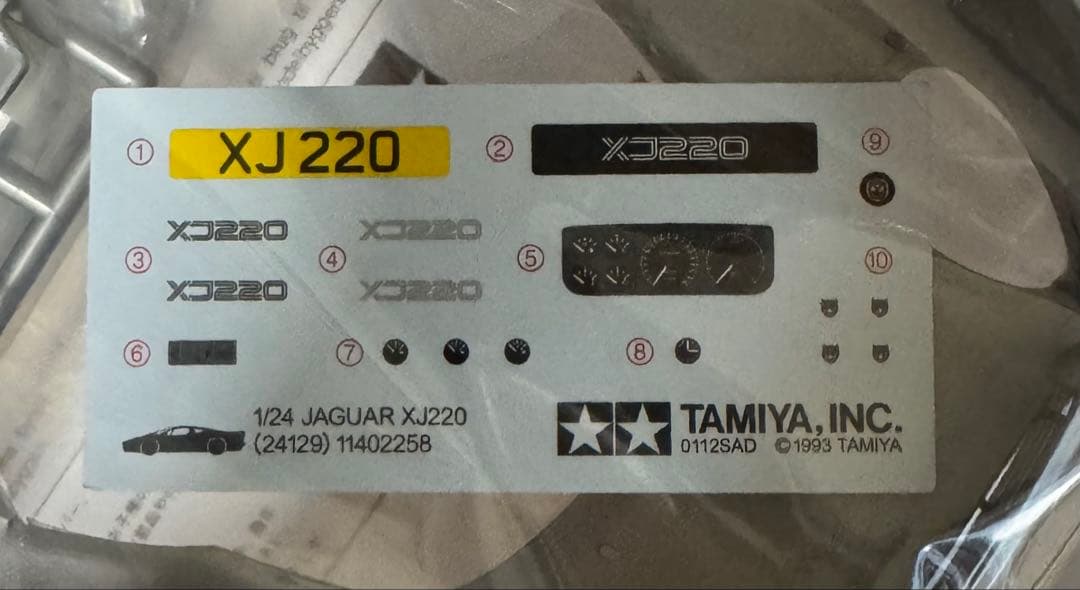 ① XJ 220
② XJ220
⑨
③ XJ220
XJ220
④ XJ220
XJ220
⑤
⑩
⑥
⑦
⑧
1/24 JAGUAR XJ220
(24129) 11402258
TAMIYA, INC.
0112SAD ©1993 TAMIYA